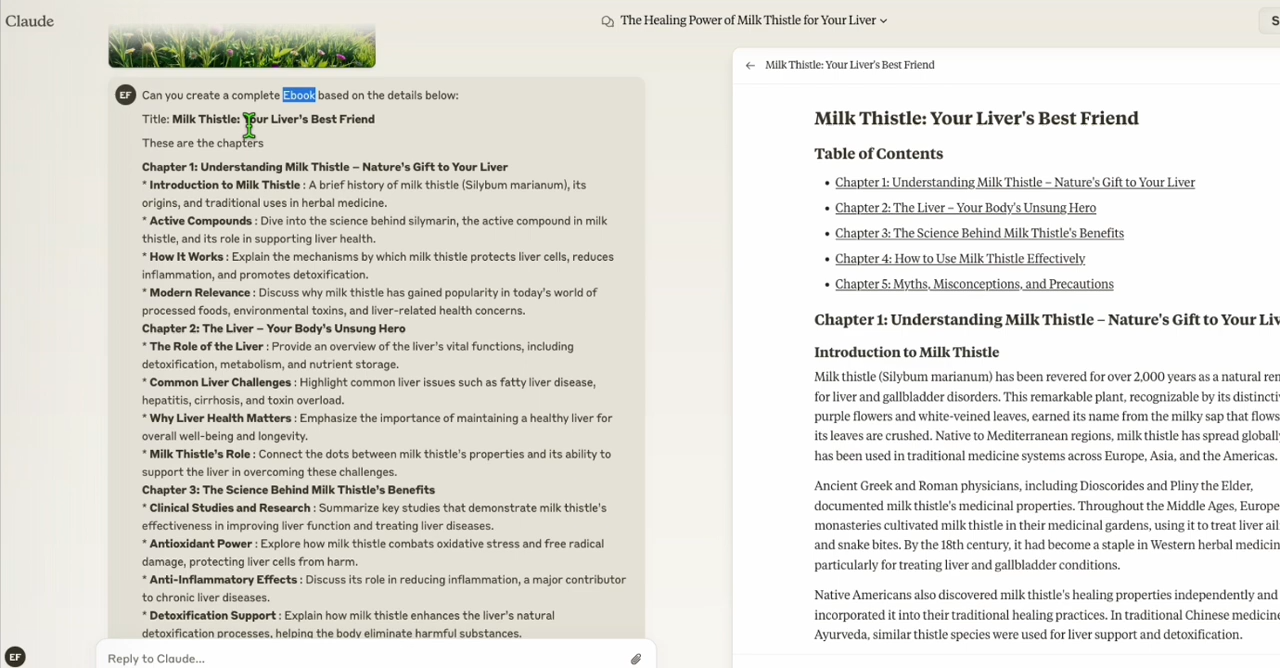 Claude
The Healing Power of Milk Thistle for Your Liver
S
EF
Can you create a complete Ebook based on the details below:
Title: Milk Thistle: Your Liver's Best Friend
These are the chapters
Chapter 1: Understanding Milk Thistle – Nature's Gift to Your Liver
* Introduction to Milk Thistle : A brief history of milk thistle (Silybum marianum), its
origins, and traditional uses in herbal medicine.
* Active Compounds : Dive into the science behind silymarin, the active compound in milk
thistle, and its role in supporting liver health.
* How It Works : Explain the mechanisms by which milk thistle protects liver cells, reduces
inflammation, and promotes detoxification.
* Modern Relevance : Discuss why milk thistle has gained popularity in today's world of
processed foods, environmental toxins, and liver-related health concerns.
Chapter 2: The Liver – Your Body's Unsung Hero
* The Role of the Liver : Provide an overview of the liver's vital functions, including
detoxification, metabolism, and nutrient storage.
* Common Liver Challenges : Highlight common liver issues such as fatty liver disease,
hepatitis, cirrhosis, and toxin overload.
* Why Liver Health Matters : Emphasize the importance of maintaining a healthy liver for
overall well-being and longevity.
* Milk Thistle's Role : Connect the dots between milk thistle's properties and its ability to
support the liver in overcoming these challenges.
Chapter 3: The Science Behind Milk Thistle's Benefits
* Clinical Studies and Research : Summarize key studies that demonstrate milk thistle's
effectiveness in improving liver function and treating liver diseases.
* Antioxidant Power : Explore how milk thistle combats oxidative stress and free radical
damage, protecting liver cells from harm.
* Anti-Inflammatory Effects : Discuss its role in reducing inflammation, a major contributor
to chronic liver diseases.
* Detoxification Support : Explain how milk thistle enhances the liver's natural
detoxification processes, helping the body eliminate harmful substances.
EF
Reply to Claude...
Milk Thistle: Your Liver's Best Friend
Milk Thistle: Your Liver's Best Friend
Table of Contents
• Chapter 1: Understanding Milk Thistle – Nature's Gift to Your Liver
• Chapter 2: The Liver – Your Body's Unsung Hero
• Chapter 3: The Science Behind Milk Thistle's Benefits
• Chapter 4: How to Use Milk Thistle Effectively
• Chapter 5: Myths, Misconceptions, and Precautions
Chapter 1: Understanding Milk Thistle – Nature's Gift to Your Liv
Introduction to Milk Thistle
Milk thistle (Silybum marianum) has been revered for over 2,000 years as a natural ren
for liver and gallbladder disorders. This remarkable plant, recognizable by its distincti
purple flowers and white-veined leaves, earned its name from the milky sap that flows
its leaves are crushed. Native to Mediterranean regions, milk thistle has spread globally
has been used in traditional medicine systems across Europe, Asia, and the Americas.
Ancient Greek and Roman physicians, including Dioscorides and Pliny the Elder,
documented milk thistle's medicinal properties. Throughout the Middle Ages, Europe
monasteries cultivated milk thistle in their medicinal gardens, using it to treat liver ail
and snake bites. By the 18th century, it had become a staple in Western herbal medicin
particularly for treating liver and gallbladder conditions.
Native Americans also discovered milk thistle's healing properties independently and
incorporated it into their traditional healing practices. In traditional Chinese medicine
Ayurveda, similar thistle species were used for liver support and detoxification.